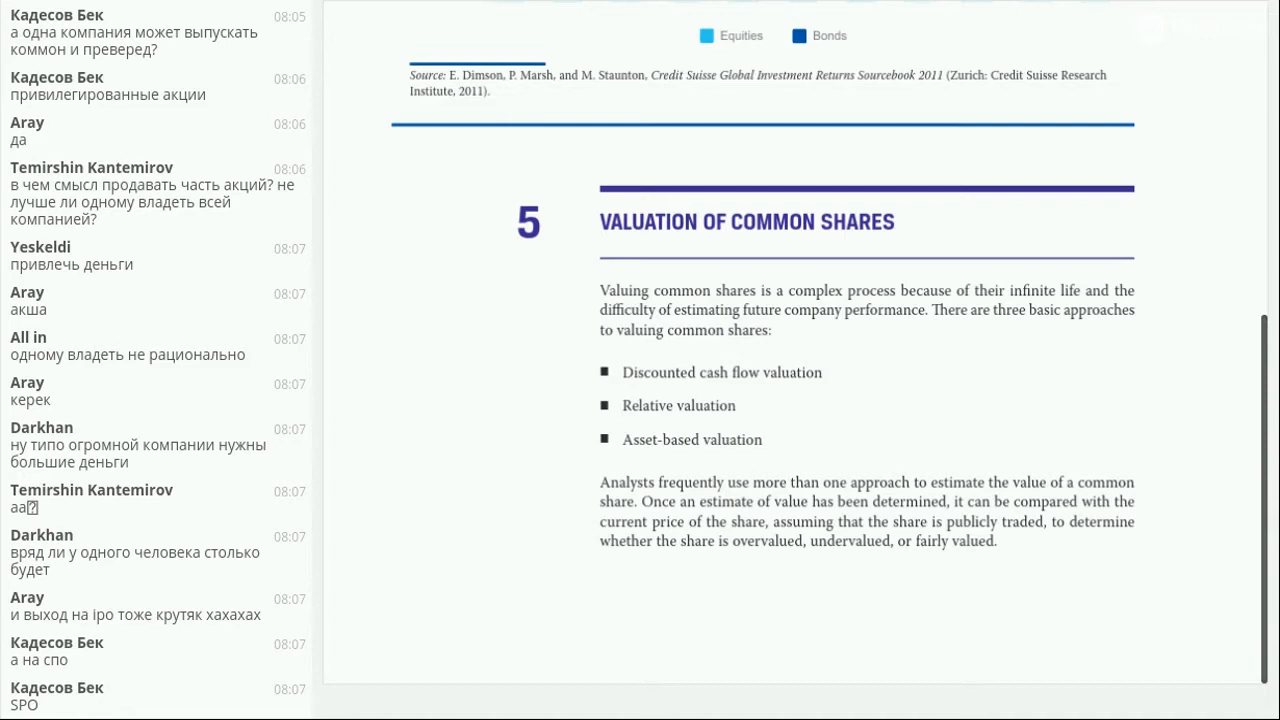 Кадесов Бек 08:05
а одна компания может выпускать
коммон и преверед?
Кадесов Бек 08:06
привилегированные акции
Aray 08:06
да
Temirshin Kantemirov 08:06
в чем смысл продавать часть акций? не
лучше ли одному владеть всей
компанией?
Yeskeldi 08:07
привлечь деньги
Aray 08:07
акша
All in 08:07
одному владеть не рационально
Aray 08:07
керек
Darkhan 08:07
ну типо огромной компании нужны
большие деньги
Temirshin Kantemirov 08:07
аа
Darkhan 08:07
вряд ли у одного человека столько
будет
Aray 08:07
и выход на ipo тоже крутяк хахахах
Кадесов Бек 08:07
а на спо
Кадесов Бек 08:07
SPO
Equities Bonds
Source: E. Dimson, P. Marsh, and M. Staunton, Credit Suisse Global Investment Returns Sourcebook 2011 (Zurich: Credit Suisse Research
Institute, 2011).
5 VALUATION OF COMMON SHARES
Valuing common shares is a complex process because of their infinite life and the
difficulty of estimating future company performance. There are three basic approaches
to valuing common shares:
■ Discounted cash flow valuation
■ Relative valuation
■ Asset-based valuation
Analysts frequently use more than one approach to estimate the value of a common
share. Once an estimate of value has been determined, it can be compared with the
current price of the share, assuming that the share is publicly traded, to determine
whether the share is overvalued, undervalued, or fairly valued.